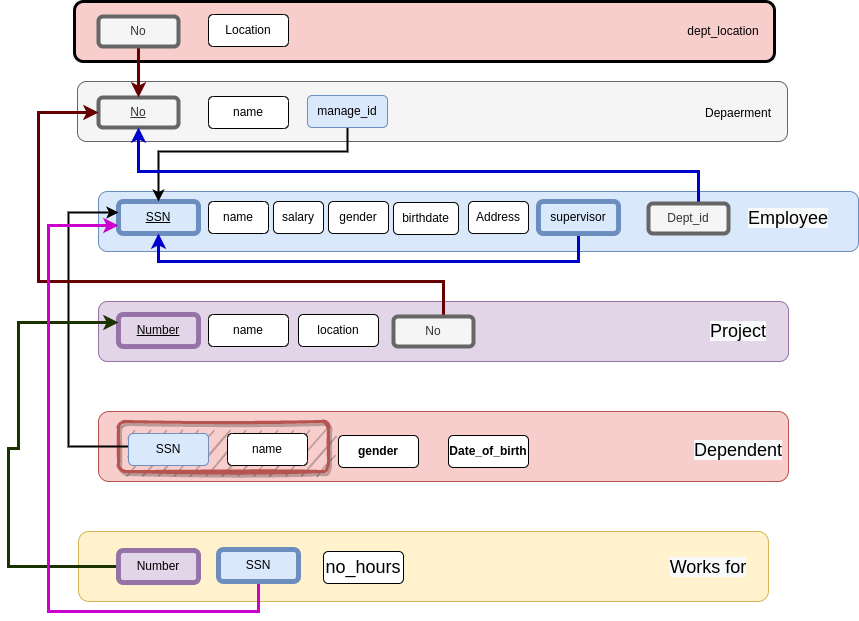 No
Location
dept_location
No
name
manage_id
Depaerment
SSN
name
salary
gender
birthdate
Address
supervisor
Dept_id
Employee
Number
name
location
No
Project
SSN
name
gender
Date_of_birth
Dependent
Number
SSN
no_hours
Works for